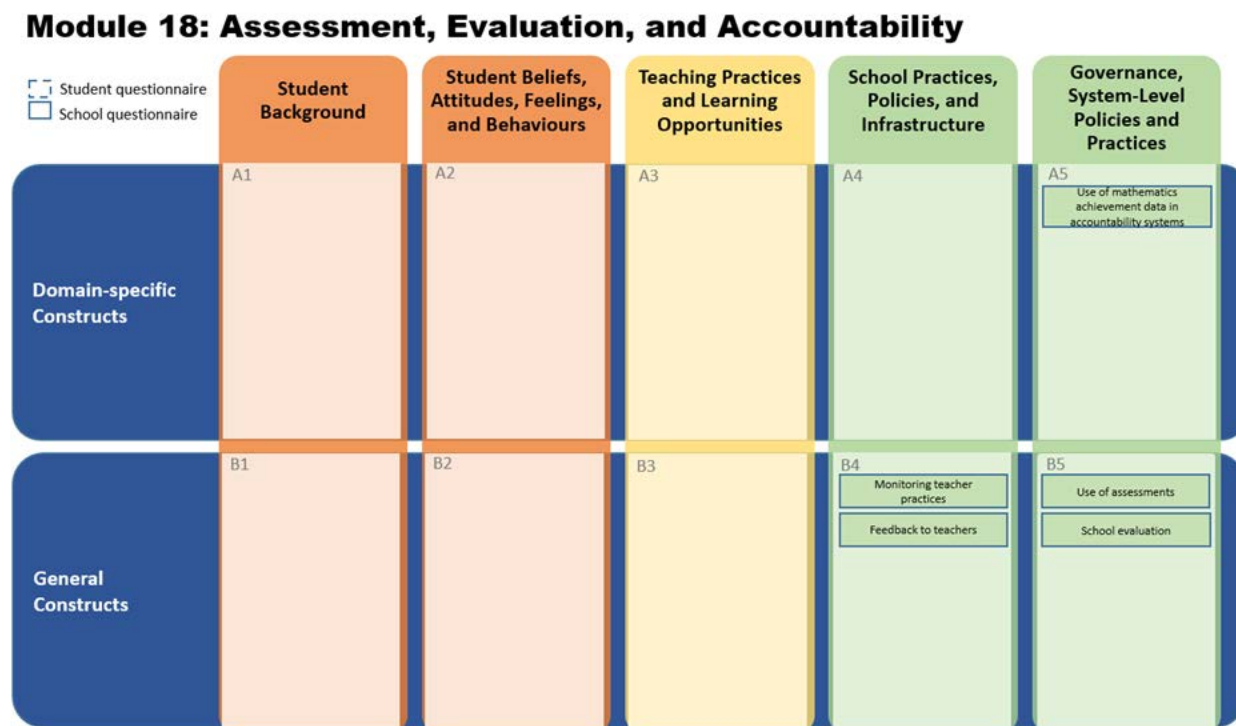 Module 18: Assessment, Evaluation, and Accountability
Student questionnaire
School questionnaire
Student
Background
Student Beliefs,
Attitudes, Feelings,
and Behaviours
Teaching Practices
and Learning
Opportunities
School Practices,
Policies, and
Infrastructure
Governance,
System-Level
Policies and
Practices
Domain-specific
Constructs
A1
A2
A3
A4
A5
Use of mathematics
achievement data in
accountability systems
General
Constructs
B1
B2
B3
B4
Monitoring teacher
practices
Feedback to teachers
B5
Use of assessments
School evaluation